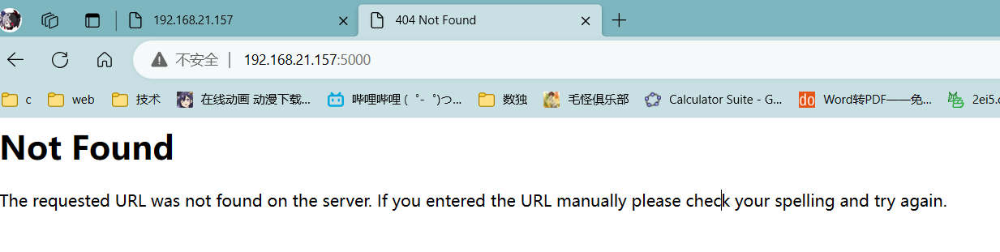 192.168.21.157
404 Not Found
不安全
192.168.21.157:5000
c
web
技术
在线动画 动漫下载...
哔哩哔哩 ( ゜- ゜)つ...
数独
毛怪俱乐部
Calculator Suite - G...
Word转PDF——免...
2ei5.c
Not Found
The requested URL was not found on the server. If you entered the URL manually please check your spelling and try again.